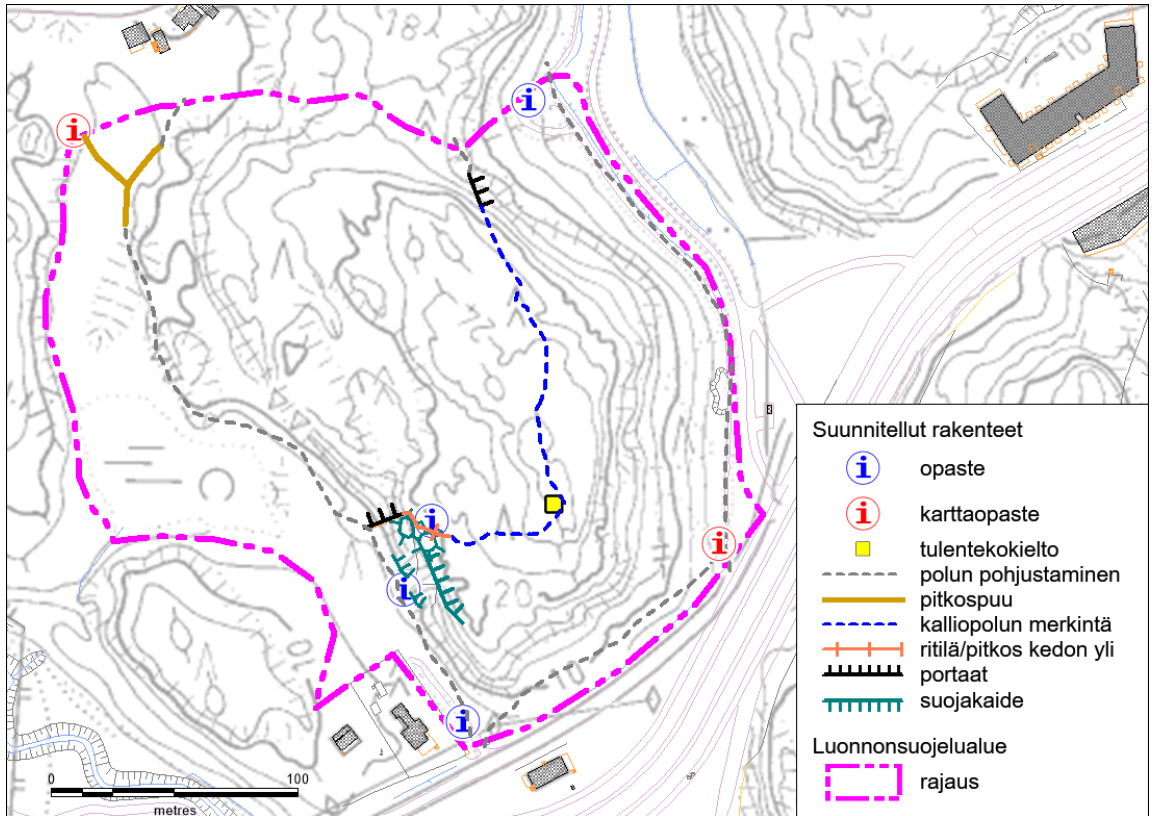 Suunnitellut rakenteet
opaste
karttaopaste
tulentekokielto
polun pohjustaminen
pitkospuu
kalliopolun merkintä
ritilä/pitkos kedon yli
portaat
suojakaide
Luonnonsuojelualue
rajaus
0
100
metres
10
10
i
i
i
i
i
i
i
i